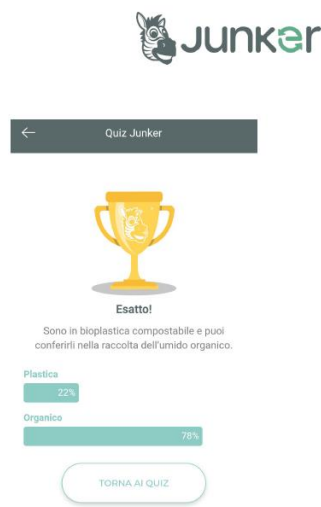 Junker
Quiz Junker
Esatto!
Sono in bioplastica compostabile e puoi
conferirli nella raccolta dell'umido organico.
Plastica
22%
Organico
78%
TORNA AI QUIZ